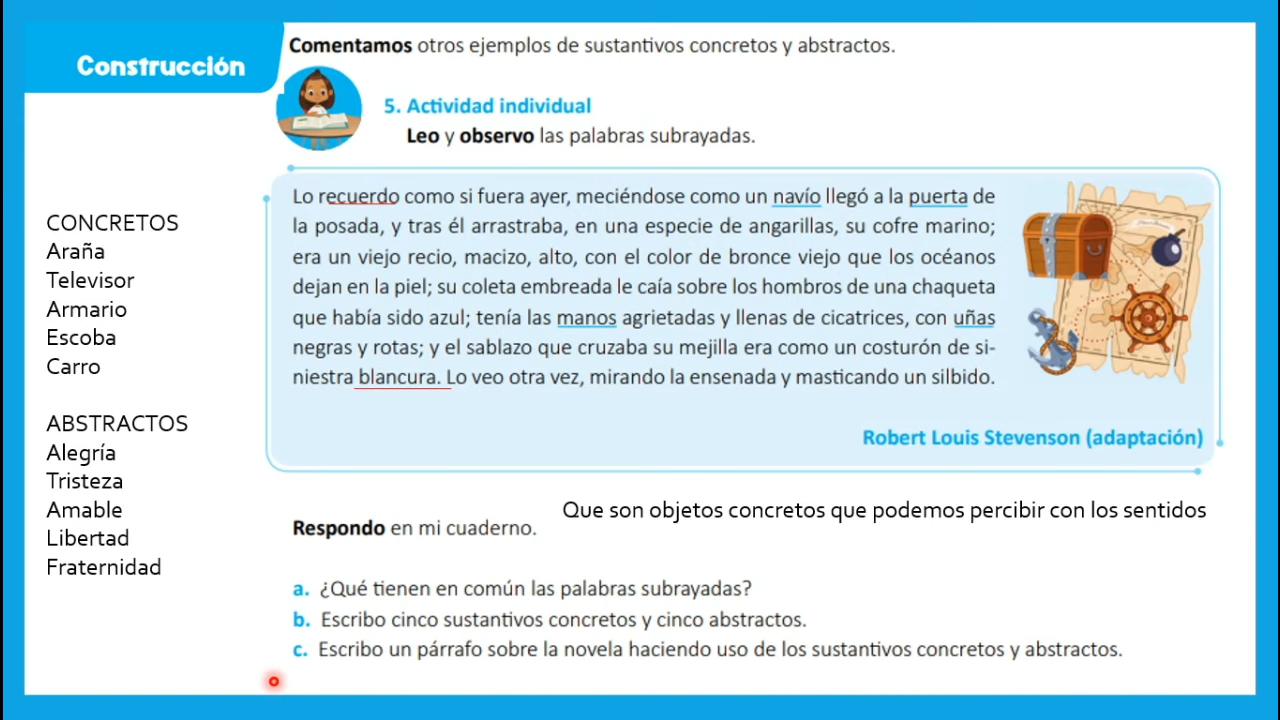 Construcción
Comentamos otros ejemplos de sustantivos concretos y abstractos.
5. Actividad individual
Leo y observo las palabras subrayadas.
Lo recuerdo como si fuera ayer, meciéndose como un navío llegó a la puerta de
la posada, y tras él arrastraba, en una especie de angarillas, su cofre marino;
era un viejo recio, macizo, alto, con el color de bronce viejo que los océanos
dejan en la piel; su coleta embreada le caía sobre los hombros de una chaqueta
que había sido azul; tenía las manos agrietadas y llenas de cicatrices, con uñas
negras y rotas; y el sablazo que cruzaba su mejilla era como un costurón de si-
niestra blancura. Lo veo otra vez, mirando la ensenada y masticando un silbido.
Robert Louis Stevenson (adaptación)
CONCRETOS
Araña
Televisor
Armario
Escoba
Carro
ABSTRACTOS
Alegría
Tristeza
Amable
Libertad
Fraternidad
Que son objetos concretos que podemos percibir con los sentidos
Respondo en mi cuaderno.
a. ¿Qué tienen en común las palabras subrayadas?
b. Escribo cinco sustantivos concretos y cinco abstractos.
c. Escribo un párrafo sobre la novela haciendo uso de los sustantivos concretos y abstractos.